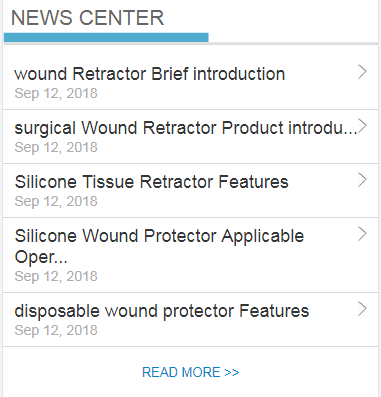 NEWS CENTER
wound Retractor Brief introduction
Sep 12, 2018
surgical Wound Retractor Product introdu...
Sep 12, 2018
Silicone Tissue Retractor Features
Sep 12, 2018
Silicone Wound Protector Applicable
Oper...
Sep 12, 2018
disposable wound protector Features
Sep 12, 2018
READ MORE >>